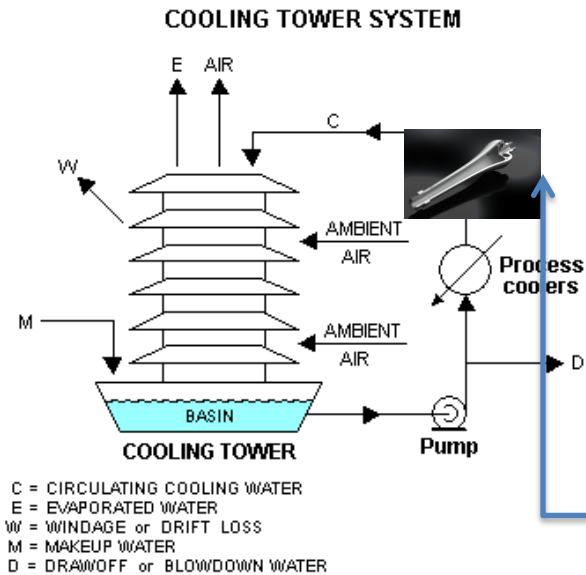 COOLING TOWER SYSTEM
E AIR
C
W
AMBIENT
AIR
Process
coolers
M
AMBIENT
AIR
D
BASIN
COOLING TOWER
Pump
C = CIRCULATING COOLING WATER
E = EVAPORATED WATER
W = WINDAGE or DRIFT LOSS
M = MAKEUP WATER
D = DRAWOFF or BLOWDOWN WATER